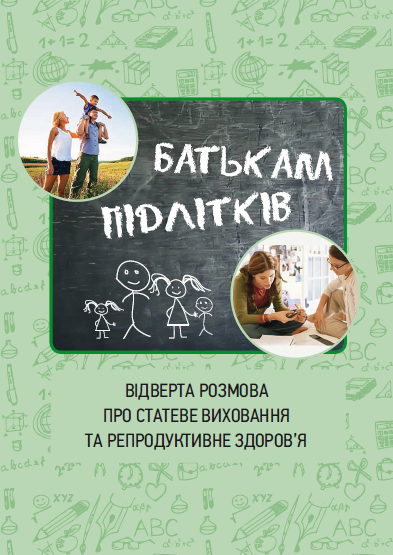 БАТЬКАМ
ПІДЛІТКІВ
ВІДВЕРТА РОЗМОВА
ПРО СТАТЕВЕ ВИХОВАННЯ
ТА РЕПРОДУКТИВНЕ ЗДОРОВ'Я